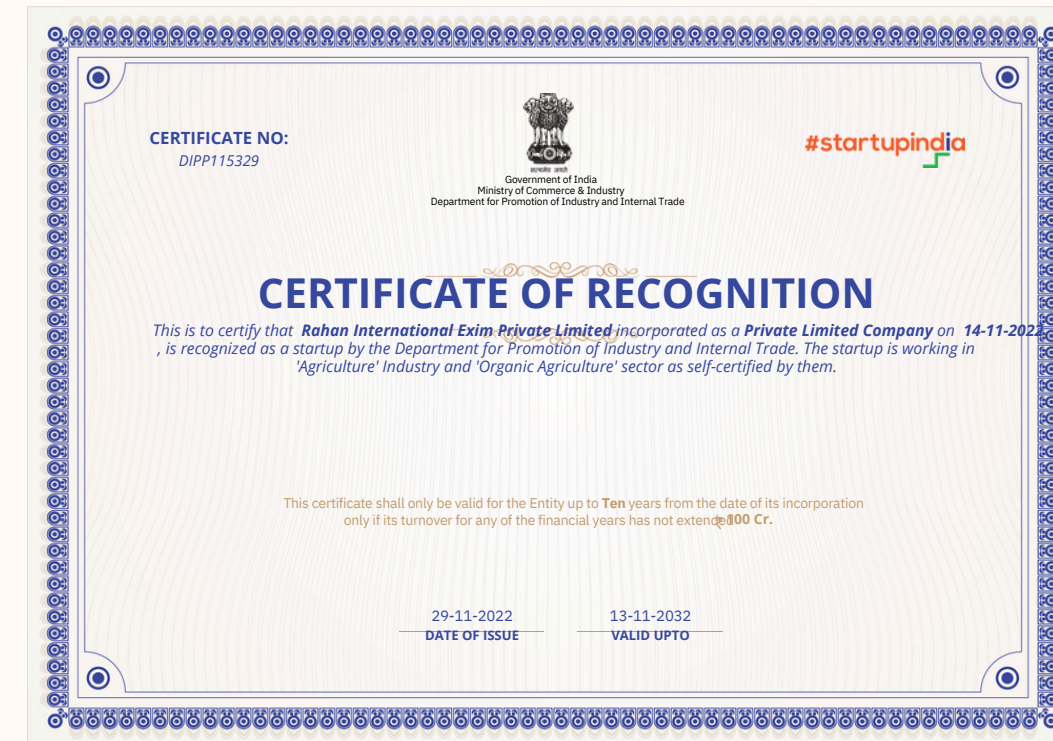 CERTIFICATE NO:
DIPP115329
सत्यमेव जयते
#startupindia
Government of India
Ministry of Commerce & Industry
Department for Promotion of Industry and Internal Trade
CERTIFICATE OF RECOGNITION
This is to certify that Rahan International Exim Private Limited incorporated as a Private Limited Company on 14-11-2022
, is recognized as a startup by the Department for Promotion of Industry and Internal Trade. The startup is working in
'Agriculture' Industry and 'Organic Agriculture' sector as self-certified by them.
This certificate shall only be valid for the Entity up to Ten years from the date of its incorporation
only if its turnover for any of the financial years has not extended ₹ 100 Cr.
29-11-2022
DATE OF ISSUE
13-11-2032
VALID UPTO